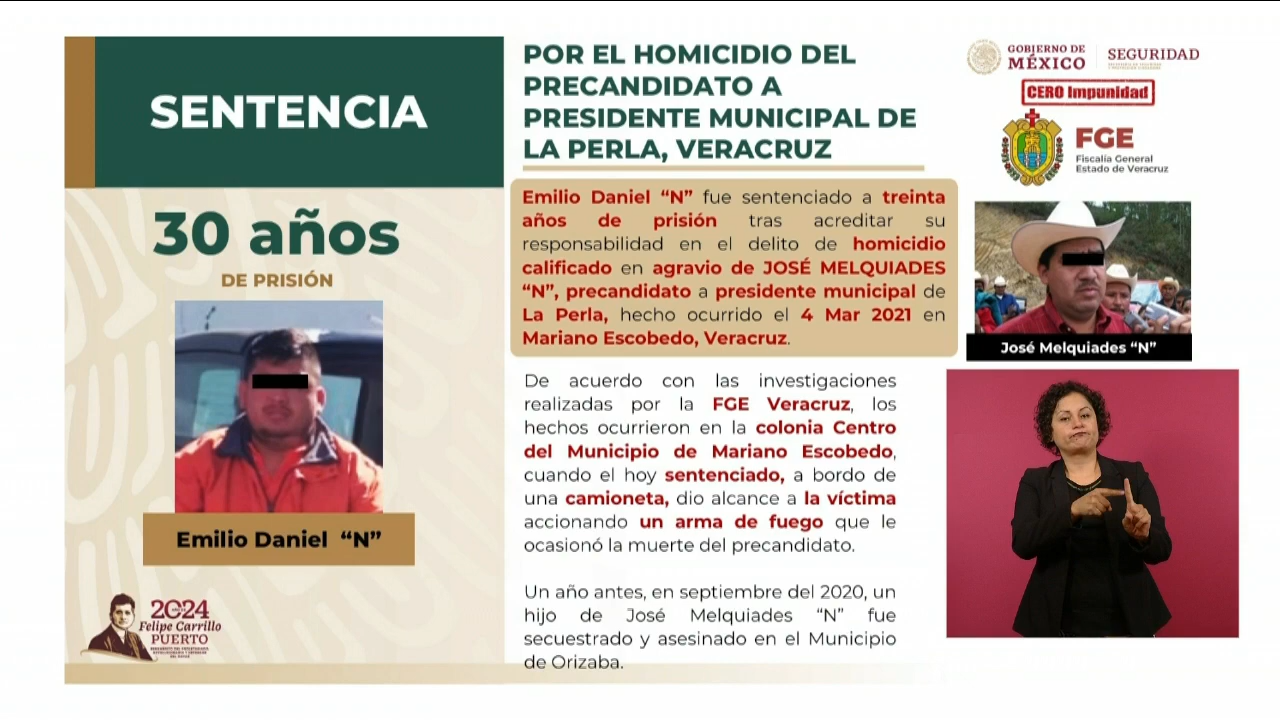 SENTENCIA
30 años
DE PRISIÓN
Emilio Daniel “N”
2024
Felipe Carrillo
PUERTO
POR EL HOMICIDIO DEL
PRECANDIDATO A
PRESIDENTE MUNICIPAL DE
LA PERLA, VERACRUZ
Emilio Daniel “N” fue sentenciado a treinta
años de prisión tras acreditar su
responsabilidad en el delito de homicidio
calificado en agravio de JOSÉ MELQUIADES
“N”, precandidato a presidente municipal de
La Perla, hecho ocurrido el 4 Mar 2021 en
Mariano Escobedo, Veracruz.
De acuerdo con las investigaciones
realizadas por la FGE Veracruz, los
hechos ocurrieron en la colonia Centro
del Municipio de Mariano Escobedo,
cuando el hoy sentenciado, a bordo de
una camioneta, dio alcance a la víctima
accionando un arma de fuego que le
ocasionó la muerte del precandidato.
Un año antes, en septiembre del 2020, un
hijo de José Melquiades “N” fue
secuestrado y asesinado en el Municipio
de Orizaba.
GOBIERNO DE
MÉXICO
SEGURIDAD
CERO Impunidad
FGE
Fiscalía General
Estado de Veracruz
José Melquiades “N”